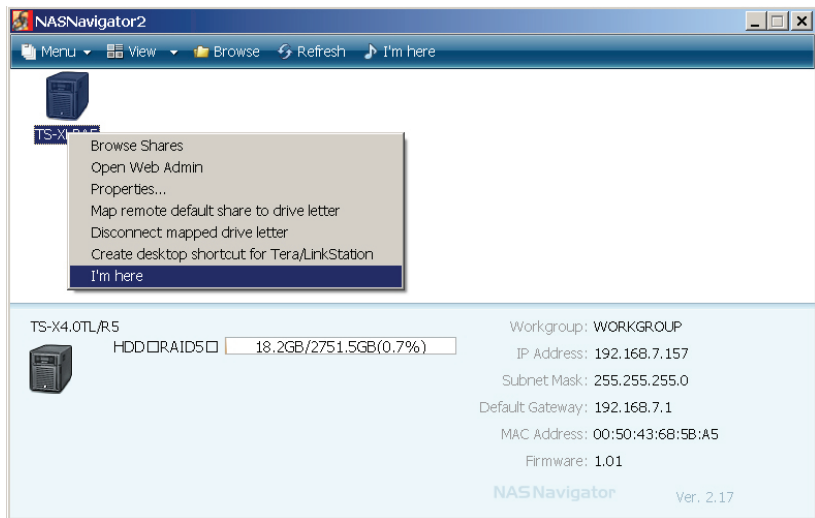 NASNavigator2
Menu View Browse Refresh I'm here
Browse Shares
Open Web Admin
Properties...
Map remote default share to drive letter
Disconnect mapped drive letter
Create desktop shortcut for Tera/LinkStation
I'm here
TS-X4.0TL/R5
HDD□RAID5□ 18.2GB/2751.5GB(0.7%)
Workgroup: WORKGROUP
IP Address: 192.168.7.157
Subnet Mask: 255.255.255.0
Default Gateway: 192.168.7.1
MAC Address: 00:50:43:68:5B:A5
Firmware: 1.01
NASNavigator Ver. 2.17